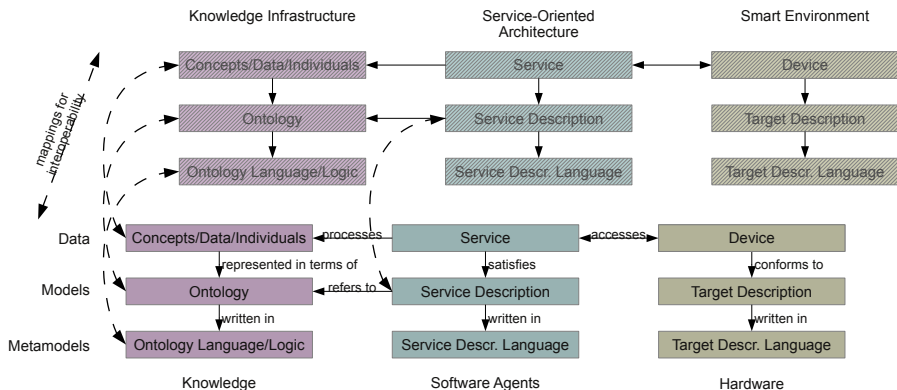 Knowledge Infrastructure
Service-Oriented
Architecture
Smart Environment
Concepts/Data/Individuals
Service
Device
mappings for
interoperability
Ontology
Service Description
Target Description
Ontology Language/Logic
Service Descr. Language
Target Descr. Language
Data
Concepts/Data/Individuals
processes
Service
accesses
Device
represented in terms of
satisfies
conforms to
Models
Ontology
refers to
Service Description
Target Description
written in
written in
written in
Metamodels
Ontology Language/Logic
Service Descr. Language
Target Descr. Language
Knowledge
Software Agents
Hardware